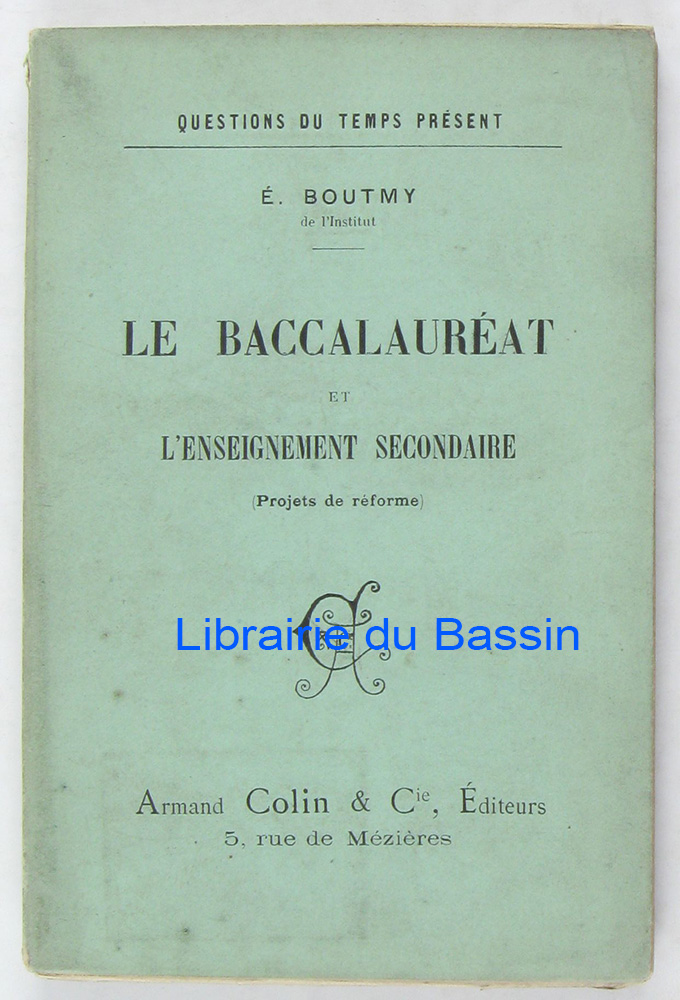 QUESTIONS DU TEMPS PRÉSENT
É. BOUTMY
de l'Institut
LE BACCALAURÉAT
ET
L'ENSEIGNEMENT SECONDAIRE
(Projets de réforme)
Librairie du Bassin
Armand Colin & Cie, Éditeurs
5, rue de Mézières